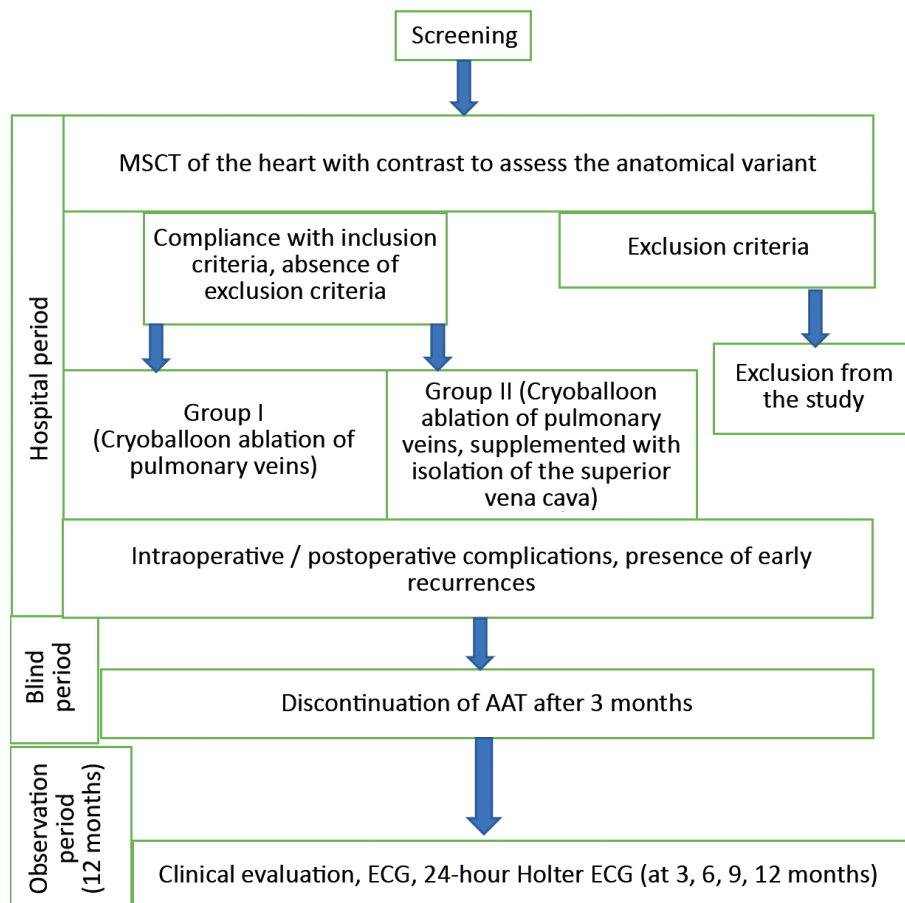 Screening
MSCT of the heart with contrast to assess the anatomical variant
Compliance with inclusion
criteria, absence of
exclusion criteria
Exclusion criteria
Hospital period
Exclusion from
the study
Group I
(Cryoballoon ablation of
pulmonary veins)
Group II (Cryoballoon
ablation of pulmonary
veins, supplemented with
isolation of the superior
vena cava)
Intraoperative / postoperative complications, presence of early
recurrences
Blind
period
Discontinuation of AAT after 3 months
Observation
period
(12 months)
Clinical evaluation, ECG, 24-hour Holter ECG (at 3, 6, 9, 12 months)